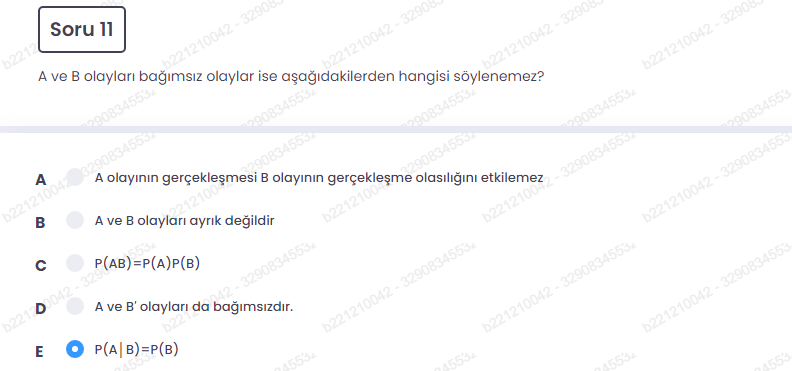 Soru 11
A ve B olayları bağımsız olaylar ise aşağıdakilerden hangisi söylenemez?
A A olayının gerçekleşmesi B olayının gerçekleşme olasılığını etkilemez
B A ve B olayları ayrık değildir
C P(AB)=P(A)P(B)
D A ve B' olayları da bağımsızdır.
E P(A|B)=P(B)